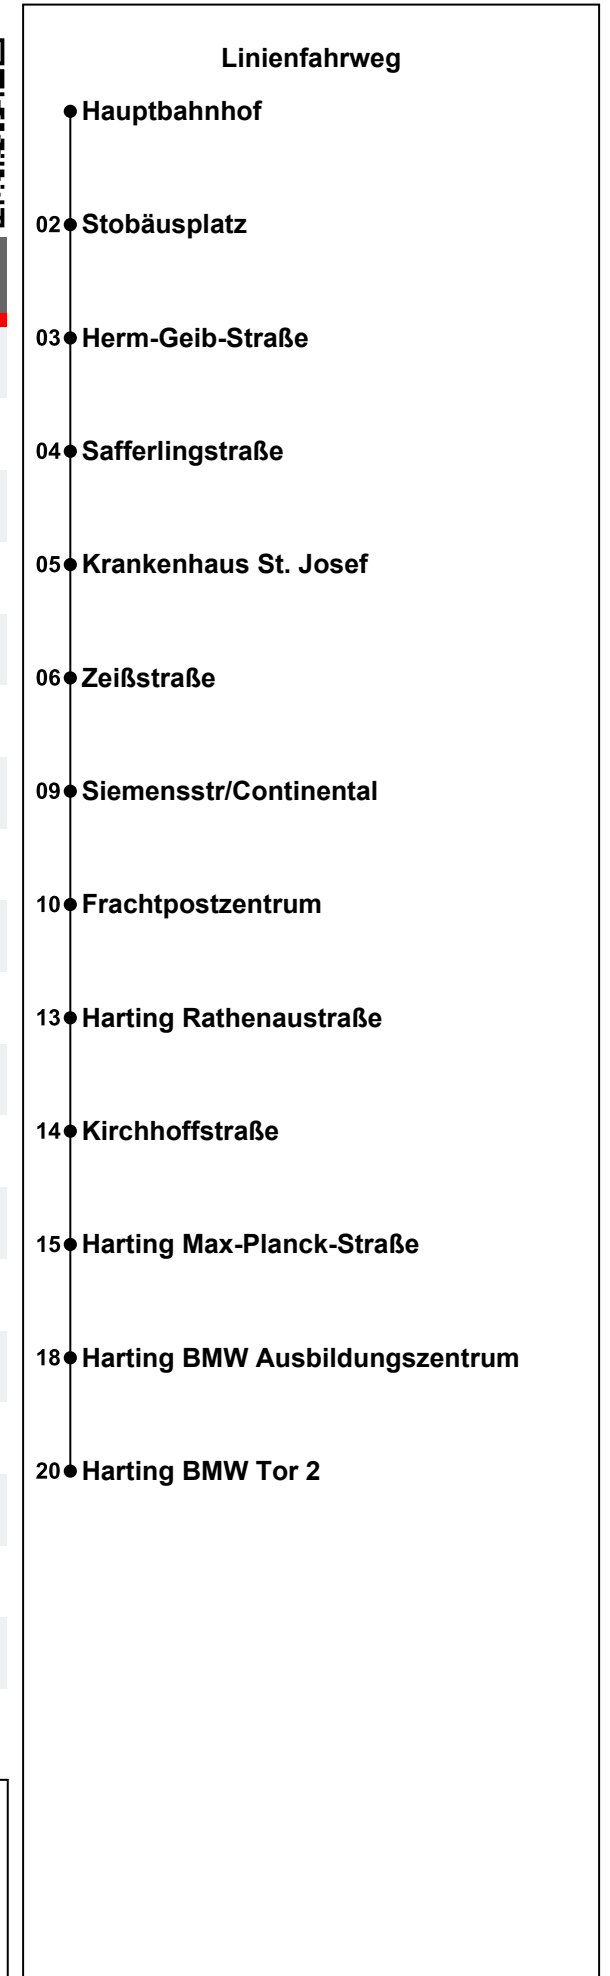 Linienfahrweg
Hauptbahnhof
02 Stobäusplatz
03 Herm-Geib-Straße
04 Safferlingstraße
05 Krankenhaus St. Josef
06 Zeißstraße
09 Siemensstr/Continental
10 Frachtpostzentrum
13 Harting Rathenaustraße
14 Kirchhoffstraße
15 Harting Max-Planck-Straße
18 Harting BMW Ausbildungszentrum
20 Harting BMW Tor 2